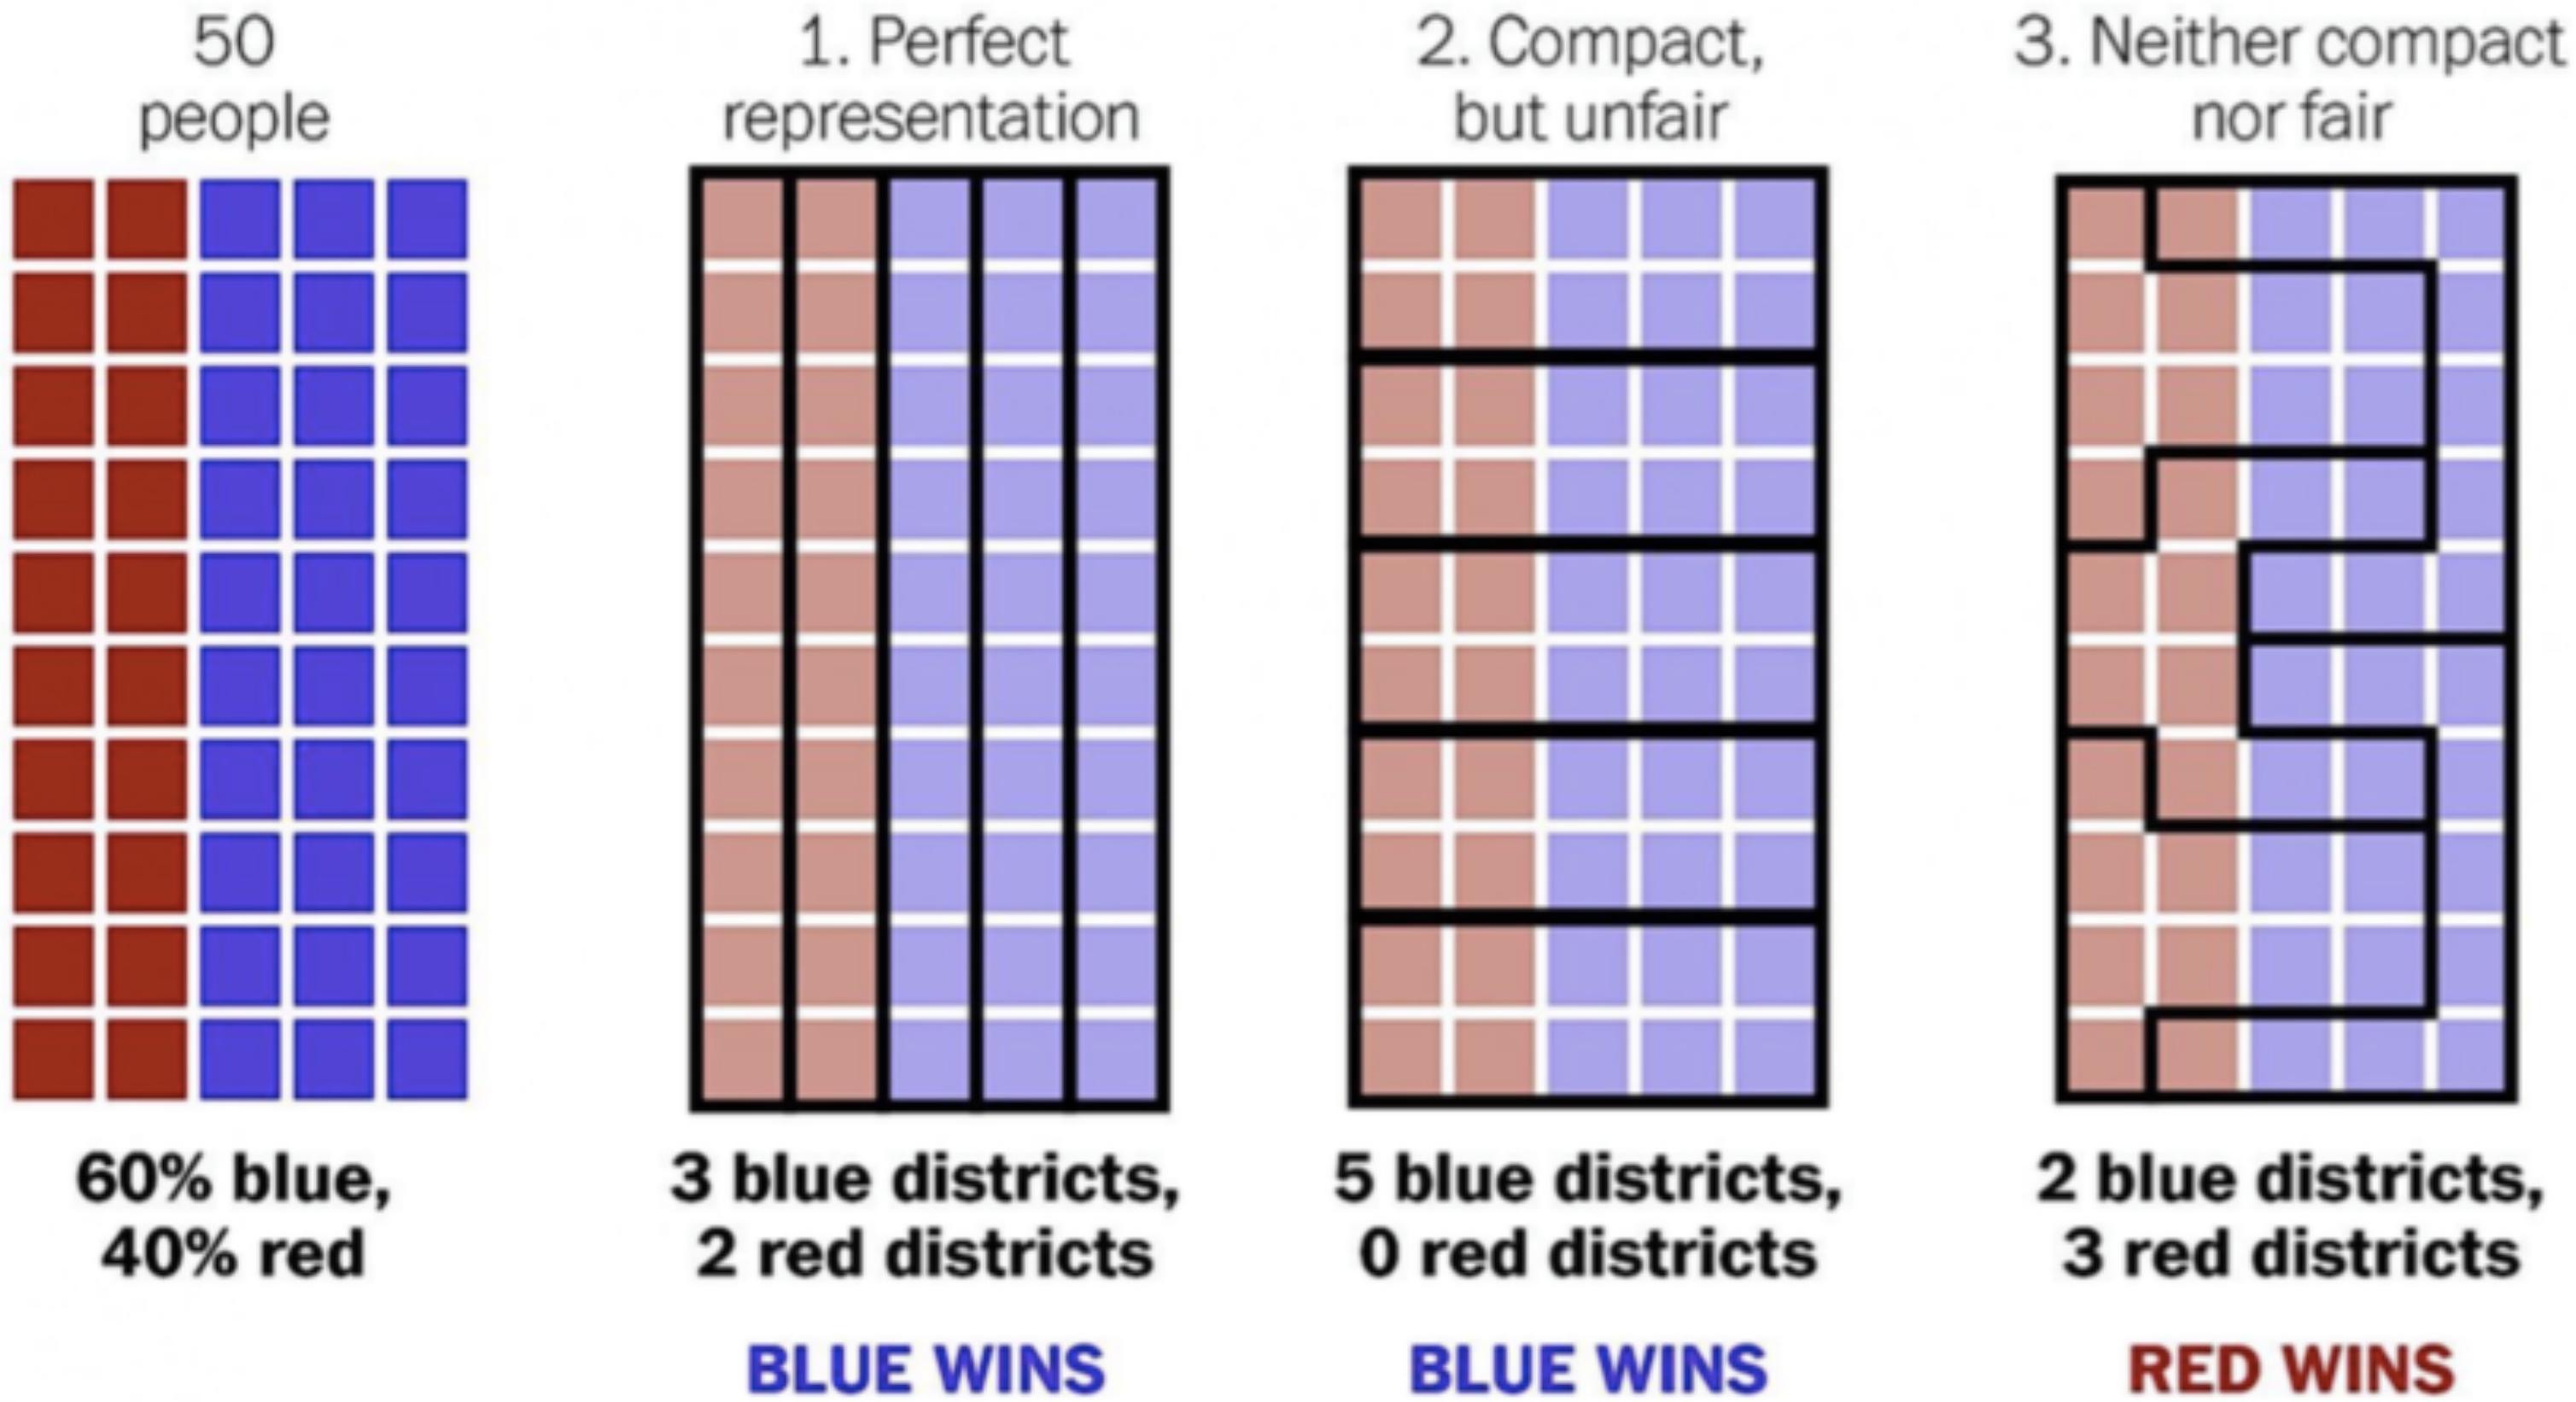 50
people
1. Perfect
representation
2. Compact,
but unfair
3. Neither compact
nor fair
60% blue,
40% red
3 blue districts,
2 red districts
5 blue districts,
0 red districts
2 blue districts,
3 red districts
BLUE WINS
BLUE WINS
RED WINS